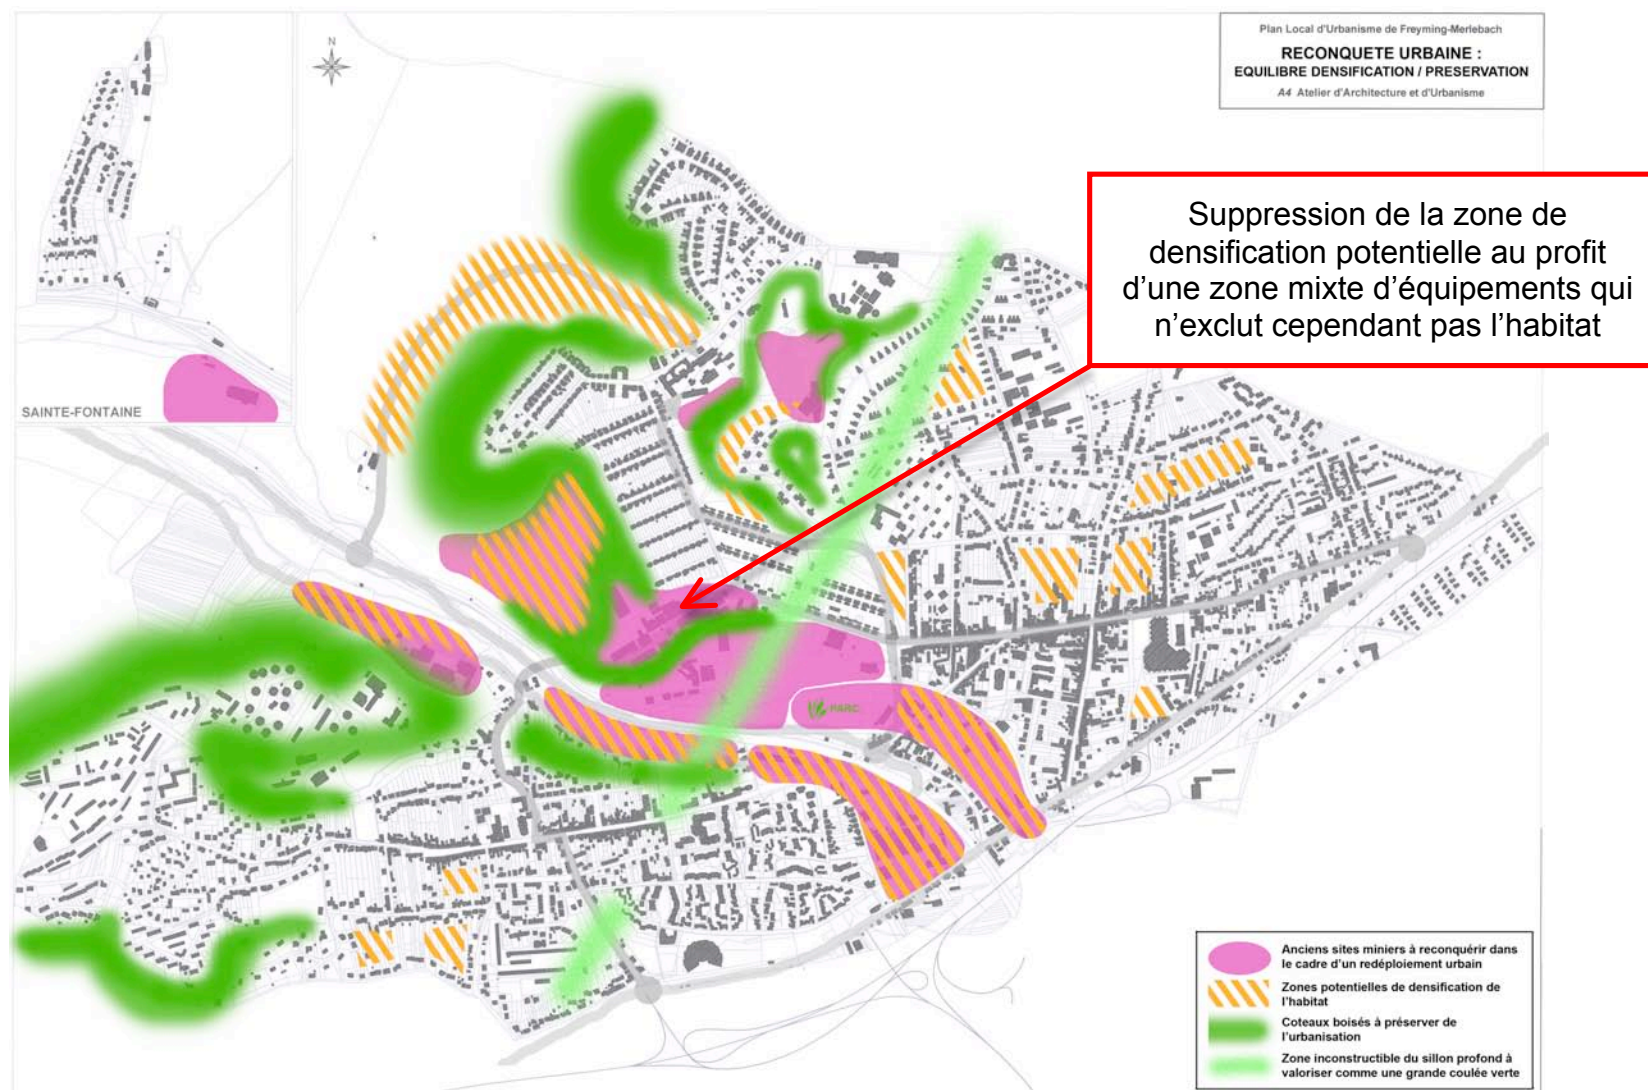 Plan Local d'Urbanisme de Freyming-Merlebach
RECONQUETE URBAINE :
EQUILIBRE DENSIFICATION / PRESERVATION
A4 Atelier d'Architecture et d'Urbanisme
N
Suppression de la zone de
densification potentielle au profit
d’une zone mixte d’équipements qui
n’exclut cependant pas l’habitat
SAINTE-FONTAINE
PARC
Anciens sites miniers à reconquérir dans
le cadre d'un redéploiement urbain
Zones potentielles de densification de
l'habitat
Coteaux boisés à préserver de
l'urbanisation
Zone inconstructible du sillon profond à
valoriser comme une grande coulée verte